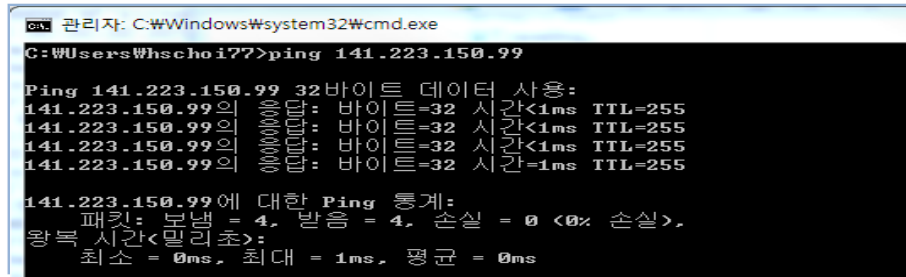 관리자: C:₩Windows₩system32₩cmd.exe
C:₩Users₩hschoi77>ping 141.223.150.99
Ping 141.223.150.99 32바이트 데이터 사용:
141.223.150.99의 응답: 바이트=32 시간<1ms TTL=255
141.223.150.99의 응답: 바이트=32 시간<1ms TTL=255
141.223.150.99의 응답: 바이트=32 시간<1ms TTL=255
141.223.150.99의 응답: 바이트=32 시간=1ms TTL=255
141.223.150.99에 대한 Ping 통계:
패킷: 보냄 = 4, 받음 = 4, 손실 = 0 (0% 손실),
왕복 시간(밀리초):
최소 = 0ms, 최대 = 1ms, 평균 = 0ms